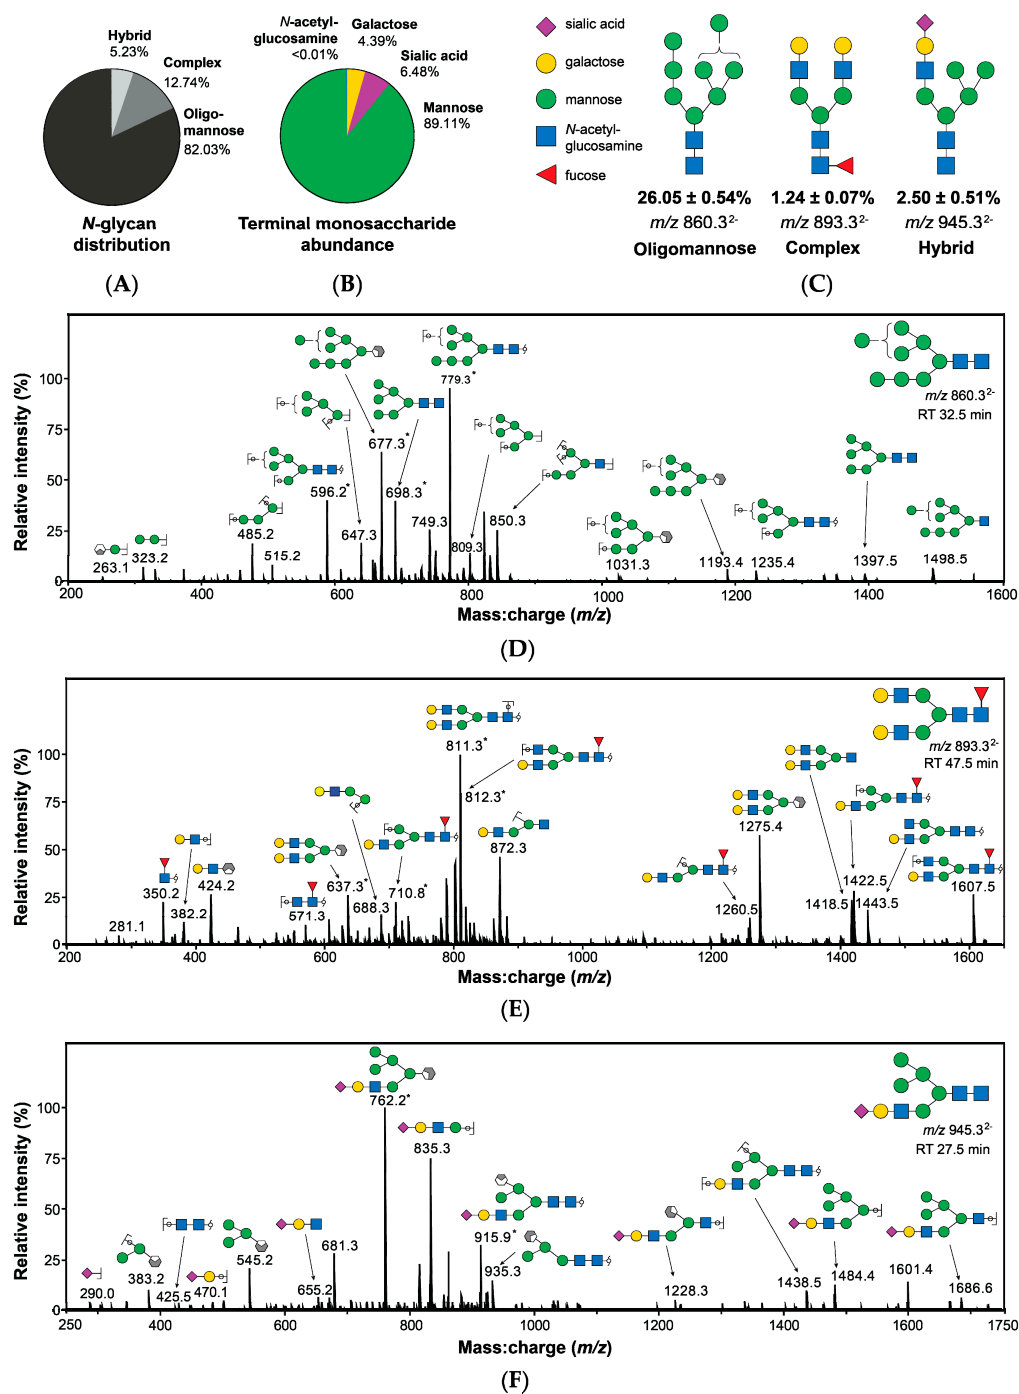 Hybrid
5.23%
Complex
12.74%
Oligo-
mannose
82.03%
N-glycan
distribution
(A)
N-acetyl-
glucosamine
<0.01%
Galactose
4.39%
Sialic acid
6.48%
Mannose
89.11%
Terminal monosaccharide
abundance
(B)
sialic acid
galactose
mannose
N-acetyl-
glucosamine
fucose
26.05 ± 0.54%
m/z 860.3²⁻
Oligomannose
1.24 ± 0.07%
m/z 893.3²⁻
Complex
2.50 ± 0.51%
m/z 945.3²⁻
Hybrid
(C)
Relative intensity (%)
100
75
50
25
0
263.1
323.2
485.2
515.2
596.2*
647.3
677.3*
698.3*
749.3
779.3*
809.3
850.3
1031.3
1193.4
1235.4
1397.5
1498.5
m/z 860.3²⁻
RT 32.5 min
200
400
600
800
1000
1200
1400
1600
Mass:charge (m/z)
(D)
Relative intensity (%)
100
75
50
25
0
281.1
350.2
382.2
424.2
571.3
637.3*
688.3
710.8*
811.3*
812.3*
872.3
1260.5
1275.4
1418.5
1422.5
1443.5
1607.5
m/z 893.3²⁻
RT 47.5 min
200
400
600
800
1000
1200
1400
1600
Mass:charge (m/z)
(E)
Relative intensity (%)
100
75
50
25
0
290.0
383.2
425.5
470.1
545.2
655.2
681.3
762.2*
835.3
915.9*
935.3
1228.3
1438.5
1484.4
1601.4
1686.6
m/z 945.3²⁻
RT 27.5 min
250
400
600
800
1000
1200
1400
1600
1750
Mass:charge (m/z)
(F)